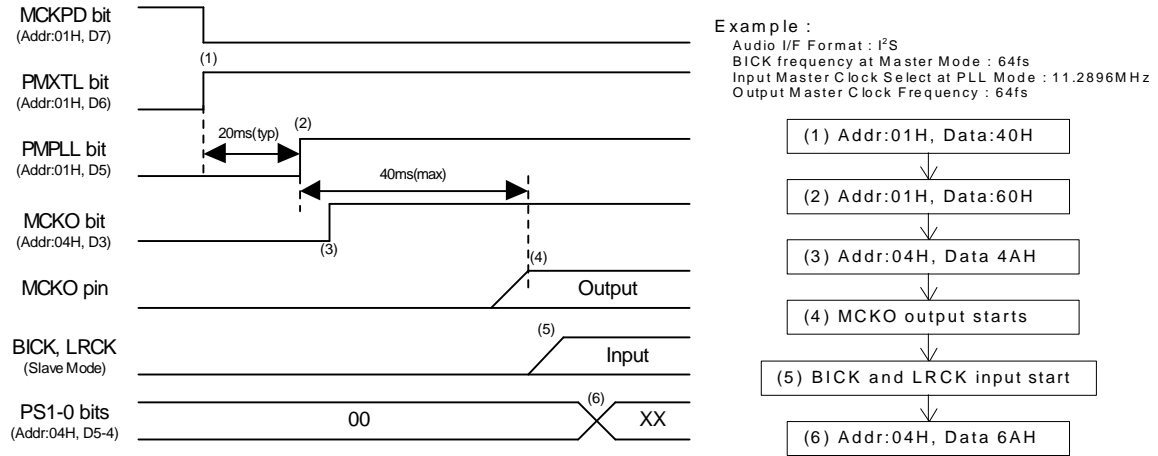 MCKPD bit
(Addr:01H, D7)
(1)
PMXTL bit
(Addr:01H, D6)
20ms(typ)
(2)
PMPLL bit
(Addr:01H, D5)
40ms(max)
MCKO bit
(Addr:04H, D3)
(3)
(4)
MCKO pin
Output
(5)
BICK, LRCK
(Slave Mode)
Input
(6)
PS1-0 bits
(Addr:04H, D5-4)
00
XX
Example :
Audio I/F Format : I²S
BICK frequency at Master Mode : 64fs
Input Master Clock Select at PLL Mode : 11.2896MHz
Output Master Clock Frequency : 64fs
(1) Addr:01H, Data:40H
(2) Addr:01H, Data:60H
(3) Addr:04H, Data 4AH
(4) MCKO output starts
(5) BICK and LRCK input start
(6) Addr:04H, Data 6AH